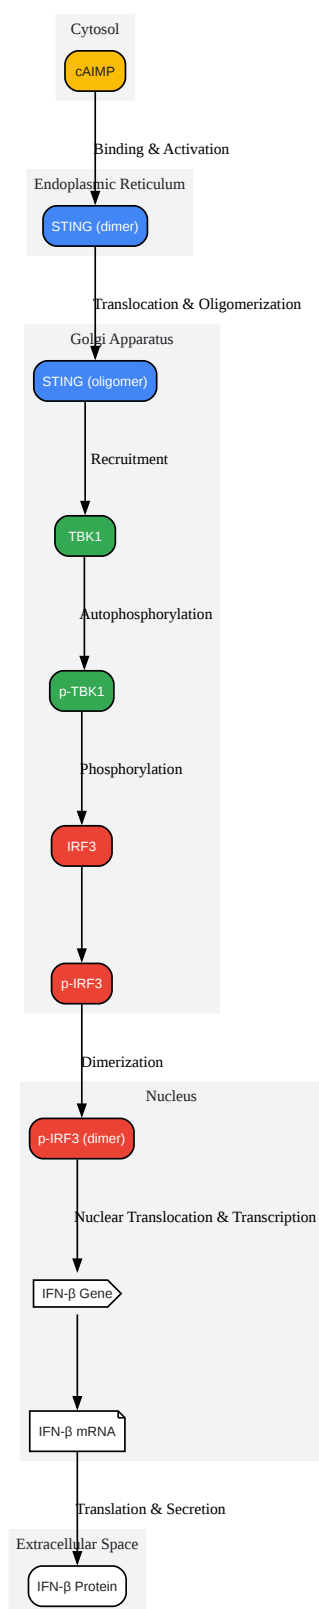 Cytosol
cAIMP
Binding & Activation
Endoplasmic Reticulum
STING (dimer)
Translocation & Oligomerization
Golgi Apparatus
STING (oligomer)
Recruitment
TBK1
Autophosphorylation
p-TBK1
Phosphorylation
IRF3
p-IRF3
Dimerization
Nucleus
p-IRF3 (dimer)
Nuclear Translocation & Transcription
IFN-β Gene
IFN-β mRNA
Translation & Secretion
Extracellular Space
IFN-β Protein